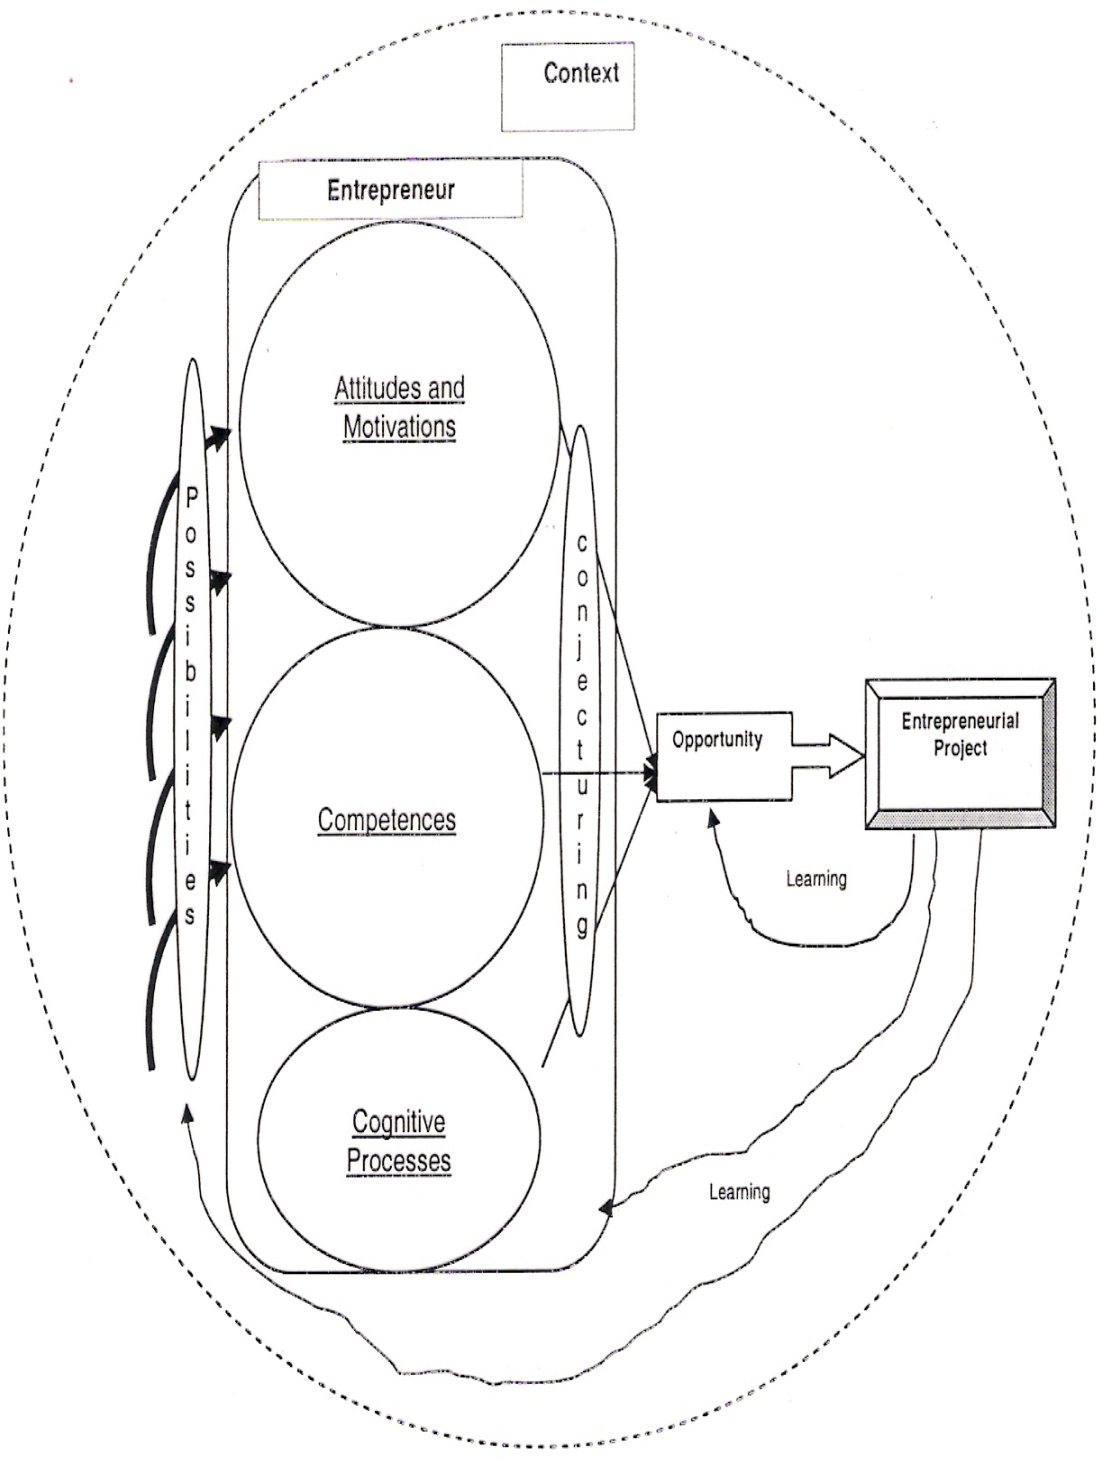 Context
Entrepreneur
Attitudes and
Motivations
Possibilities
conjecturing
Opportunity
Entrepreneurial
Project
Competences
Learning
Cognitive
Processes
Learning